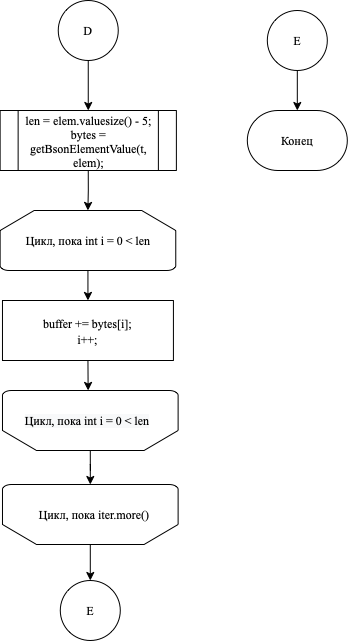 D
len = elem.valuesize() - 5;
bytes =
getBsonElementValue(t,
elem);
Цикл, пока int i = 0 < len
buffer += bytes[i];
i++;
Цикл, пока int i = 0 < len
Цикл, пока iter.more()
E
E
Конец